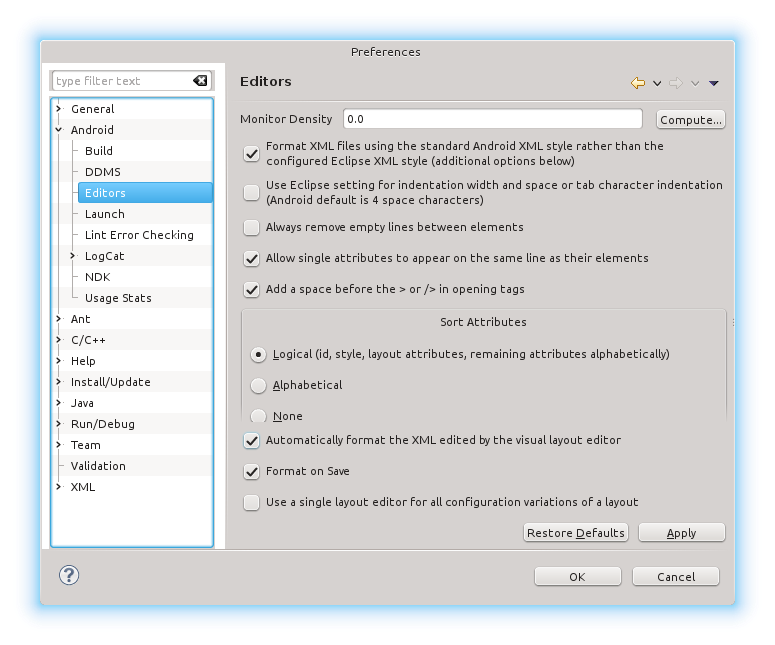 Preferences
type filter text
General
Android
Build
DDMS
Editors
Launch
Lint Error Checking
LogCat
NDK
Usage Stats
Ant
C/C++
Help
Install/Update
Java
Run/Debug
Team
Validation
XML
Editors
Monitor Density 0.0 Compute...
Format XML files using the standard Android XML style rather than the
configured Eclipse XML style (additional options below)
Use Eclipse setting for indentation width and space or tab character indentation
(Android default is 4 space characters)
Always remove empty lines between elements
Allow single attributes to appear on the same line as their elements
Add a space before the > or /> in opening tags
Sort Attributes
Logical (id, style, layout attributes, remaining attributes alphabetically)
Alphabetical
None
Automatically format the XML edited by the visual layout editor
Format on Save
Use a single layout editor for all configuration variations of a layout
Restore Defaults Apply
? OK Cancel